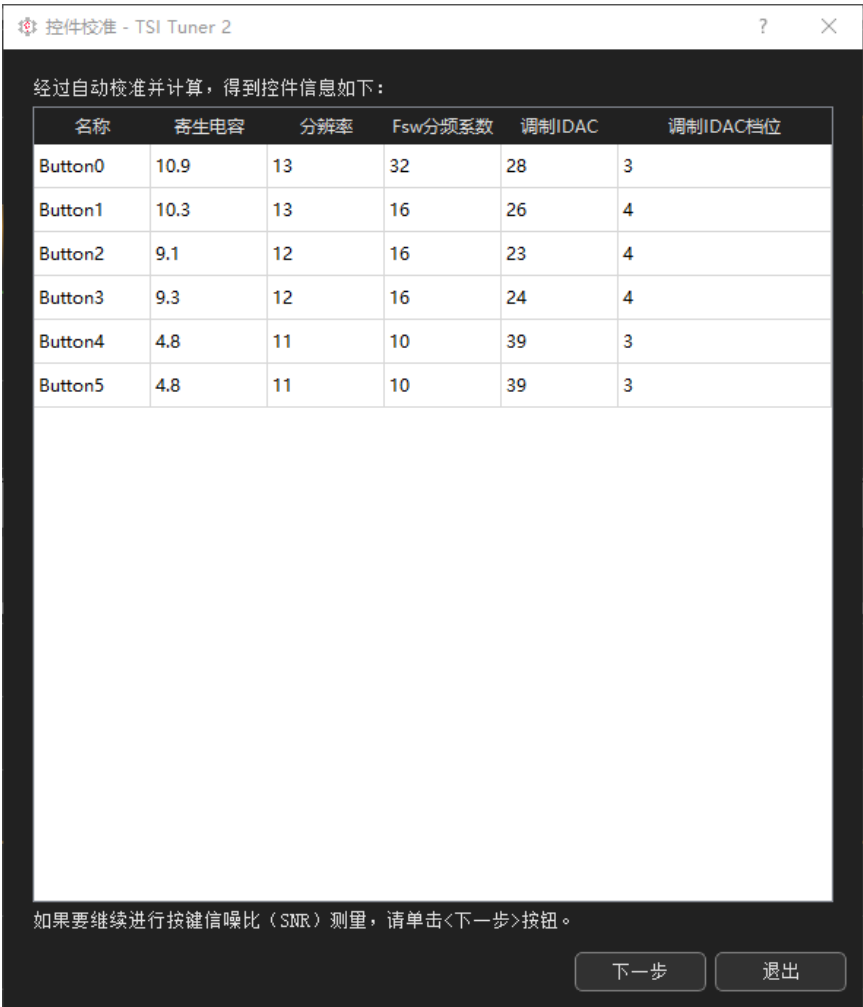 控件校准 - TSI Tuner 2
经过自动校准并计算，得到控件信息如下：
名称 寄生电容 分辨率 Fsw分频系数 调制IDAC 调制IDAC档位
Button0 10.9 13 32 28 3
Button1 10.3 13 16 26 4
Button2 9.1 12 16 23 4
Button3 9.3 12 16 24 4
Button4 4.8 11 10 39 3
Button5 4.8 11 10 39 3
如果要继续进行按键信噪比（SNR）测量，请单击<下一步>按钮。
下一步 退出